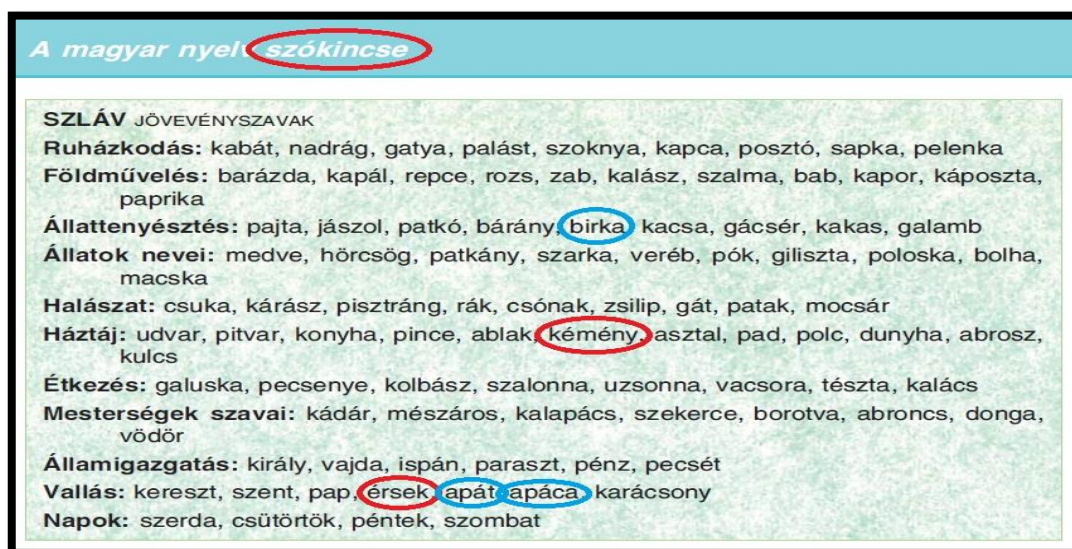 A magyar nyelv szókincse
SZLÁV JÖVEVÉNYSZAVAK
Ruházkodás: kabát, nadrág, gatya, palást, szoknya, kapca, posztó, sapka, pelenka
Földművelés: barázda, kapál, repce, rozs, zab, kalász, szalma, bab, kapor, káposzta,
paprika
Állattenyésztés: pajta, jászol, patkó, bárány, birka, kacsa, gácsér, kakas, galamb
Állatok nevei: medve, hörcsög, patkány, szarka, veréb, pók, giliszta, poloska, bolha,
macska
Halászat: csuka, kárász, pisztráng, rák, csónak, zsilip, gát, patak, mocsár
Háztáj: udvar, pitvar, konyha, pince, ablak, kémény, asztal, pad, polc, dunyha, abrosz,
kulcs
Étkezés: galuska, pecsenye, kolbász, szalonna, uzsonna, vacsora, tészta, kalács
Mesterségek szavai: kádár, mészáros, kalapács, szekerce, borotva, abroncs, donga,
vödör
Államigazgatás: király, vajda, ispán, paraszt, pénz, pecsét
Vallás: kereszt, szent, pap, érsek, apát, apáca, karácsony
Napok: szerda, csütörtök, péntek, szombat